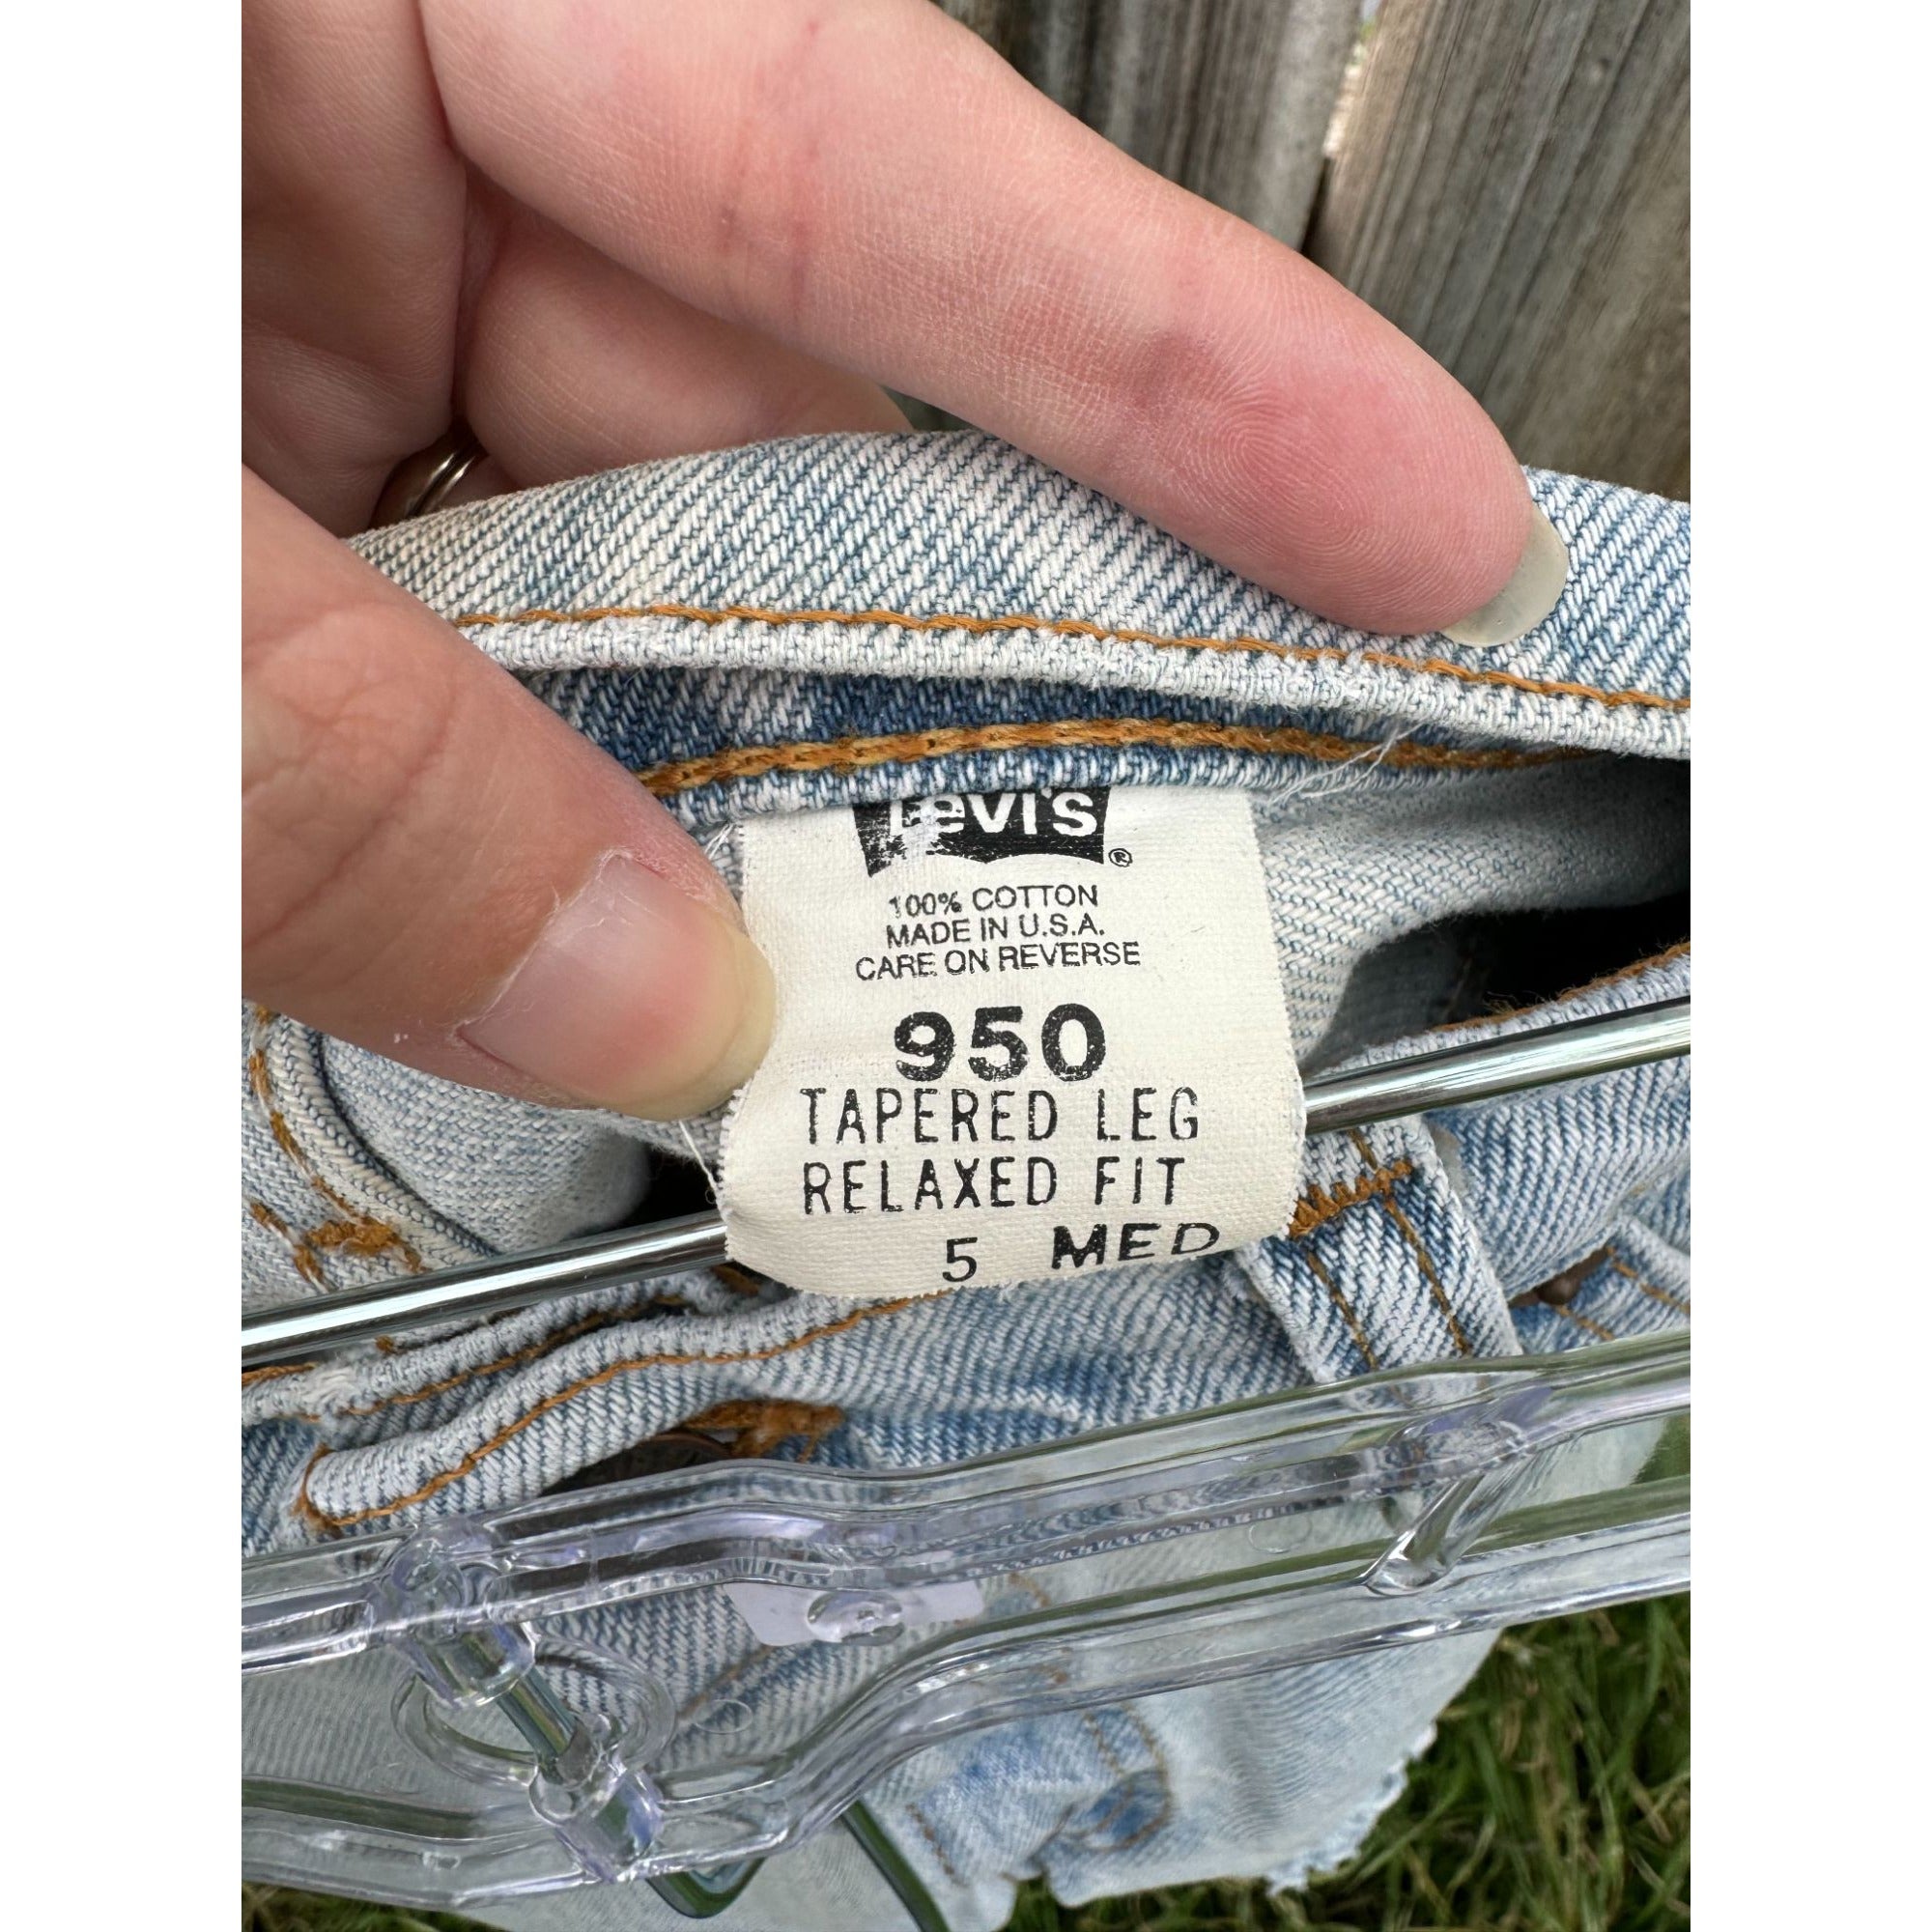 Levi's ®
100% COTTON
MADE IN U.S.A.
CARE ON REVERSE
950
TAPERED LEG
RELAXED FIT
5 MED